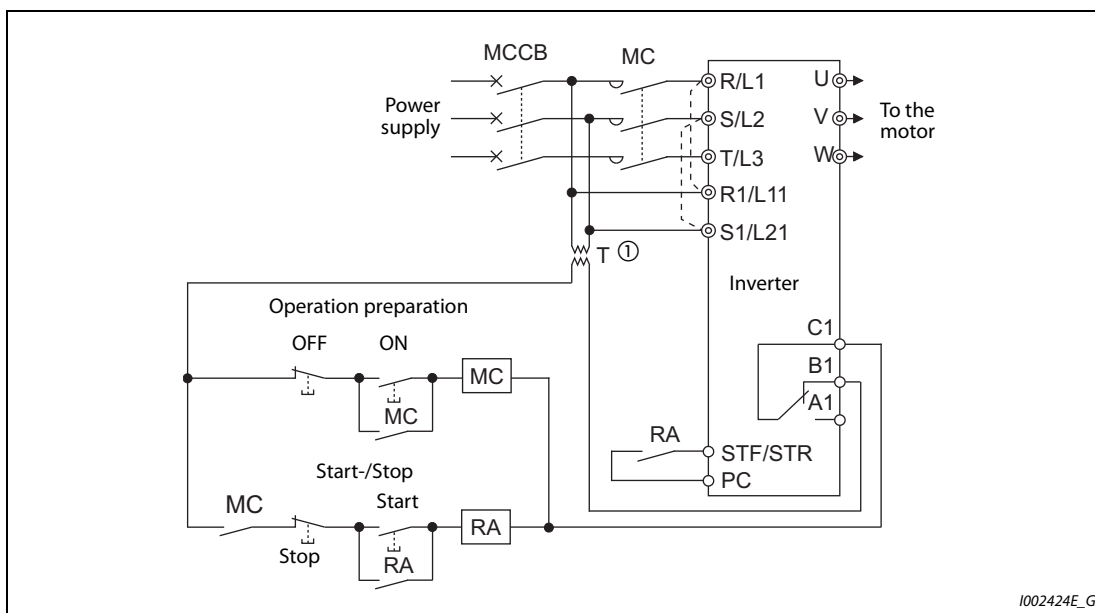 MCCB
MC
Power
supply
R/L1
S/L2
T/L3
R1/L11
S1/L21
U
V
W
To the
motor
T ①
Inverter
Operation preparation
OFF
ON
MC
MC
C1
B1
A1
RA
STF/STR
PC
Start-/Stop
Start
MC
Stop
RA
RA
I002424E_G